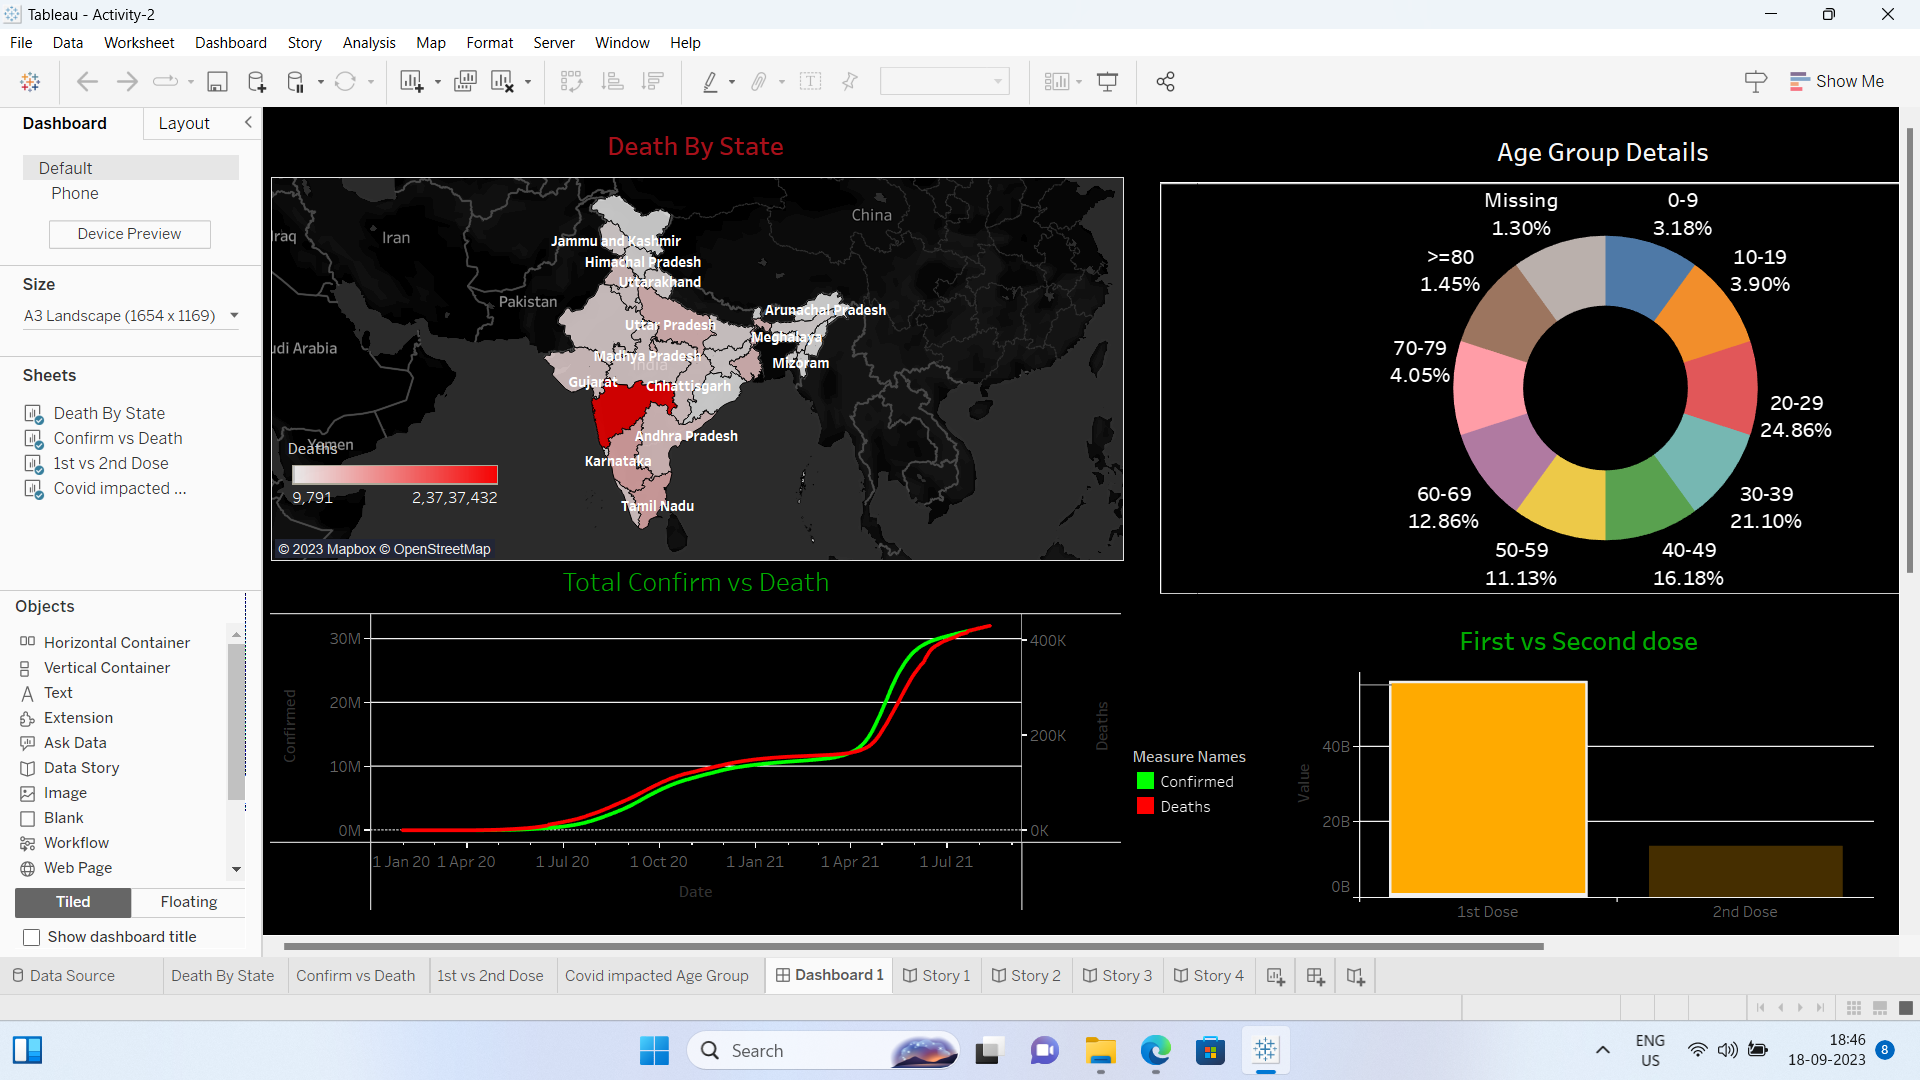 Tableau - Activity-2
File Data Worksheet Dashboard Story Analysis Map Format Server Window Help
Show Me
Dashboard Layout
Default
Phone
Device Preview
Size
A3 Landscape (1654 x 1169)
Sheets
Death By State
Confirm vs Death
1st vs 2nd Dose
Covid impacted ...
Objects
Horizontal Container
Vertical Container
Text
Extension
Ask Data
Data Story
Image
Blank
Workflow
Web Page
Tiled Floating
Show dashboard title
Death By State
China
Iran
Pakistan
India
Yemen
Jammu and Kashmir
Himachal Pradesh
Uttarakhand
Arunachal Pradesh
Uttar Pradesh
Meghalaya
Madhya Pradesh
Mizoram
Gujarat
Chhattisgarh
Andhra Pradesh
Karnataka
Tamil Nadu
raq
udi Arabia
Deaths
9,791 2,37,37,432
© 2023 Mapbox © OpenStreetMap
Age Group Details
Missing
1.30%
0-9
3.18%
>=80
1.45%
10-19
3.90%
70-79
4.05%
20-29
24.86%
60-69
12.86%
30-39
21.10%
50-59
11.13%
40-49
16.18%
Total Confirm vs Death
Confirmed
30M
20M
10M
0M
400K
200K
0K
Deaths
1 Jan 20 1 Apr 20 1 Jul 20 1 Oct 20 1 Jan 21 1 Apr 21 1 Jul 21
Date
Measure Names
Confirmed
Deaths
First vs Second dose
Value
40B
20B
0B
1st Dose 2nd Dose
Data Source Death By State Confirm vs Death 1st vs 2nd Dose Covid impacted Age Group Dashboard 1 Story 1 Story 2 Story 3 Story 4
Search
ENG
US
18:46
18-09-2023
8